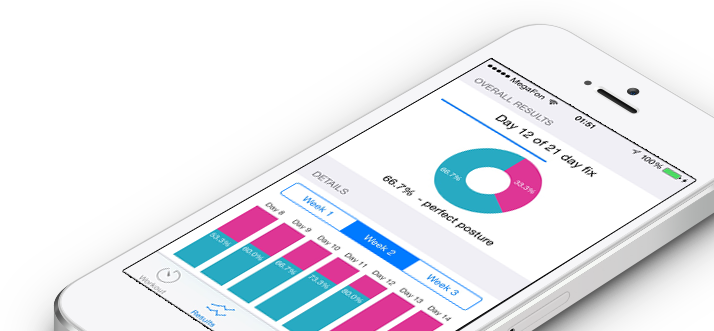 MegaFon 01:51 100%
OVERALL RESULTS
Day 12 of 21 day fix
66.7% 33.3%
66.7% - perfect posture
DETAILS
Week 1 Week 2 Week 3
Day 8 Day 9 Day 10 Day 11 Day 12 Day 13 Day 14
53.3% 60.0% 66.7% 73.3% 80.0%
Workout Results